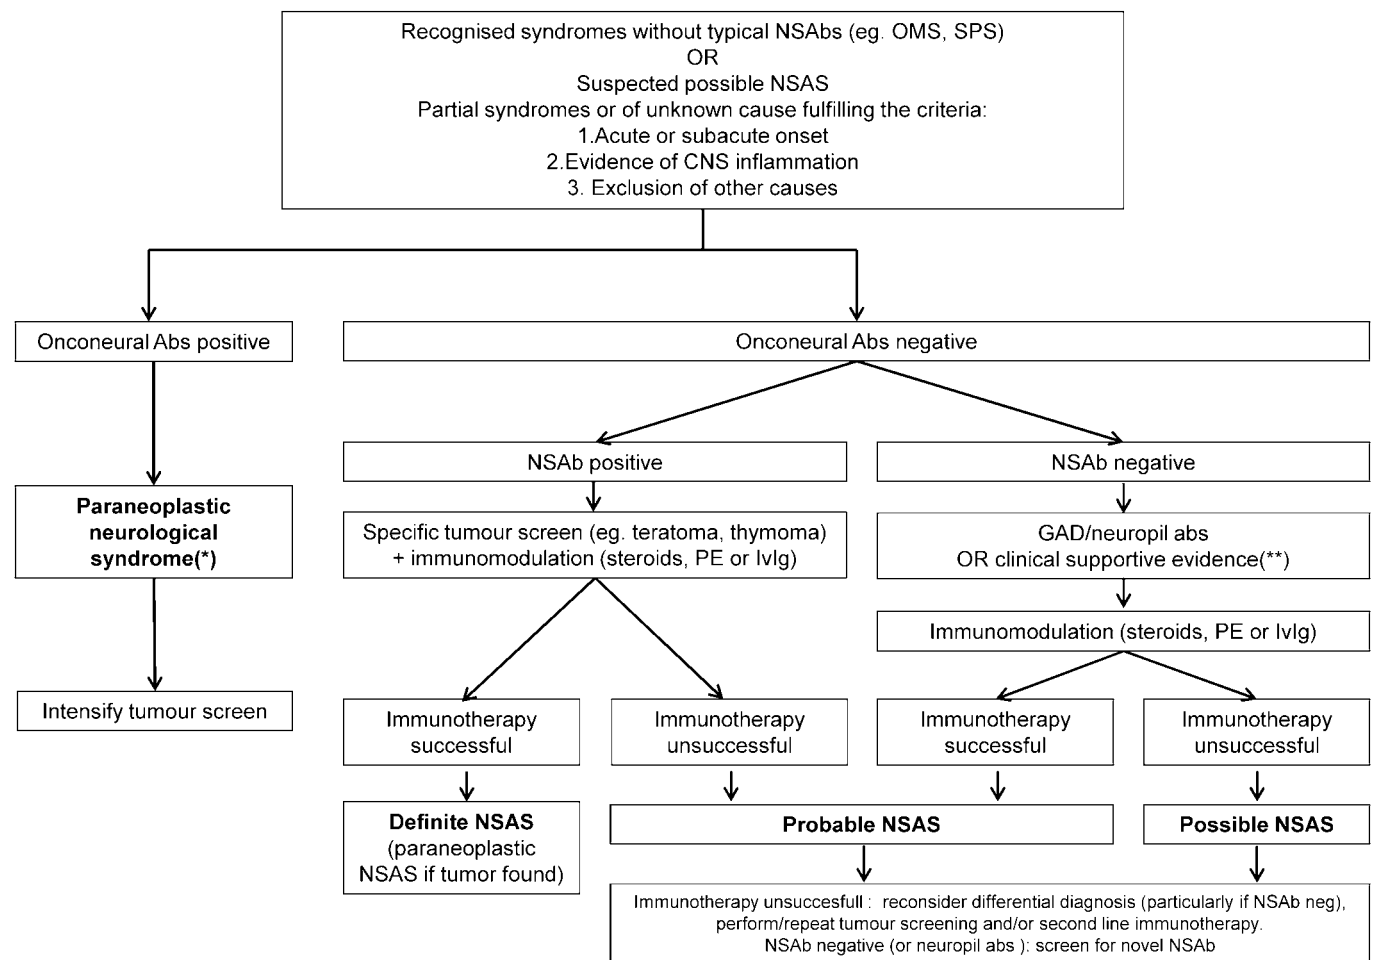 Recognised syndromes without typical NSAbs (eg. OMS, SPS)
OR
Suspected possible NSAS
Partial syndromes or of unknown cause fulfilling the criteria:
1.Acute or subacute onset
2.Evidence of CNS inflammation
3. Exclusion of other causes
Onconeural Abs positive
Onconeural Abs negative
Paraneoplastic
neurological
syndrome(*)
Intensify tumour screen
NSAb positive
NSAb negative
Specific tumour screen (eg. teratoma, thymoma)
+ immunomodulation (steroids, PE or IvIg)
GAD/neuropil abs
OR clinical supportive evidence(**)
Immunomodulation (steroids, PE or IvIg)
Immunotherapy
successful
Immunotherapy
unsuccessful
Immunotherapy
successful
Immunotherapy
unsuccessful
Definite NSAS
(paraneoplastic
NSAS if tumor found)
Probable NSAS
Possible NSAS
Immunotherapy unsuccesfull : reconsider differential diagnosis (particularly if NSAb neg),
perform/repeat tumour screening and/or second line immunotherapy.
NSAb negative (or neuropil abs ): screen for novel NSAb